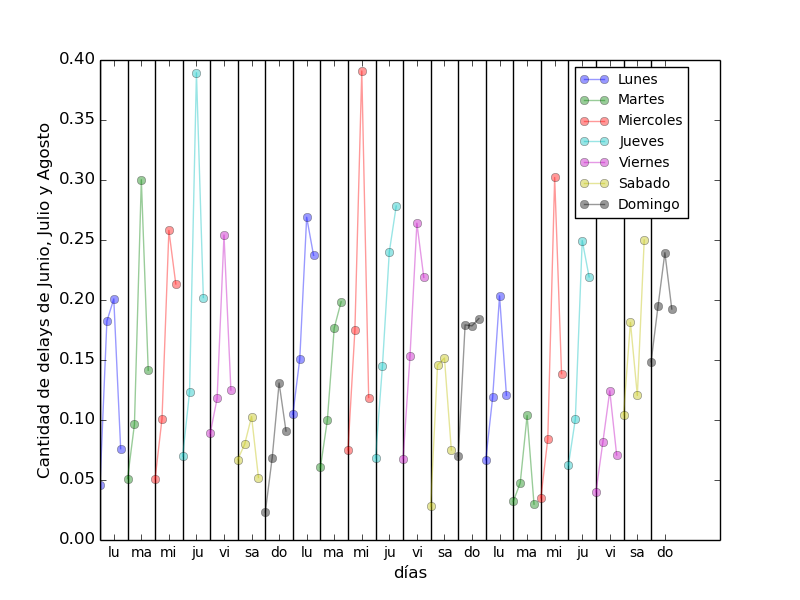 Cantidad de delays de Junio, Julio y Agosto
0.40
0.35
0.30
0.25
0.20
0.15
0.10
0.05
0.00
Lunes
Martes
Miercoles
Jueves
Viernes
Sabado
Domingo
lu ma mi ju vi sa do lu ma mi ju vi sa do lu ma mi ju vi sa do
días